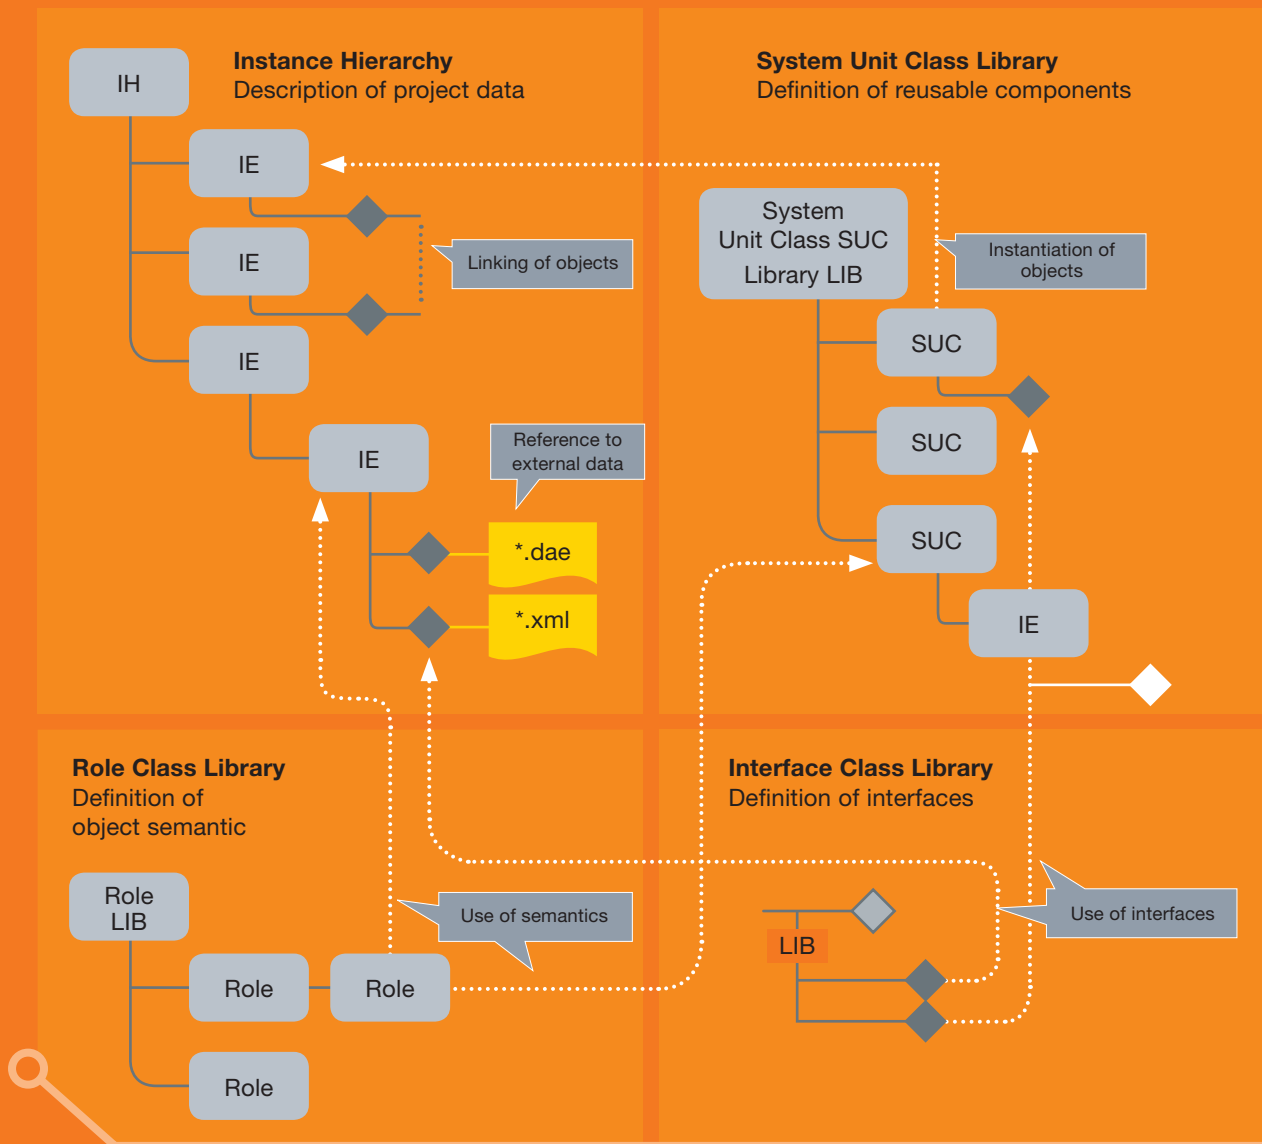 Instance Hierarchy
Description of project data
IH
IE
IE
Linking of objects
IE
IE
Reference to
external data
*.dae
*.xml
System Unit Class Library
Definition of reusable components
System
Unit Class SUC
Library LIB
Instantiation of
objects
SUC
SUC
SUC
IE
Role Class Library
Definition of
object semantic
Role
LIB
Use of semantics
Role
Role
Role
Interface Class Library
Definition of interfaces
LIB
Use of interfaces